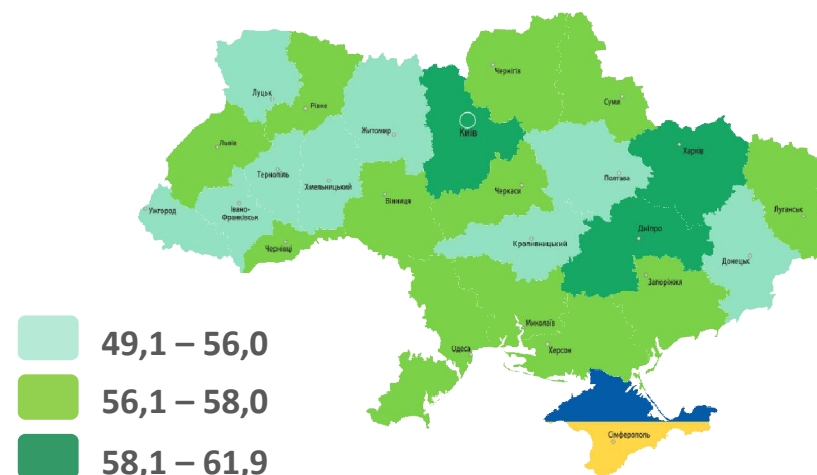 Чернігів
Луцьк
Рівне
Суми
Житомир
Київ
Львів
Харків
Тернопіль
Хмельницький
Полтава
Черкаси
Вінниця
Ужгород
Івано-
Франківськ
Луганськ
Дніпро
Чернівці
Кропивницький
Донецьк
Запоріжжя
Миколаїв
Одеса
Херсон
Сімферополь
49,1 – 56,0
56,1 – 58,0
58,1 – 61,9